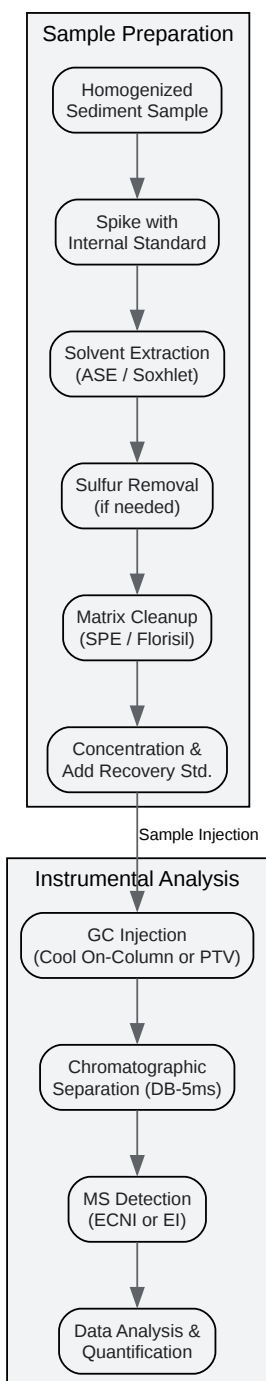 Sample Preparation
Homogenized
Sediment Sample
Spike with
Internal Standard
Solvent Extraction
(ASE / Soxhlet)
Sulfur Removal
(if needed)
Matrix Cleanup
(SPE / Florisil)
Concentration &
Add Recovery Std.
Sample Injection
Instrumental Analysis
GC Injection
(Cool On-Column or PTV)
Chromatographic
Separation (DB-5ms)
MS Detection
(ECNI or EI)
Data Analysis &
Quantification